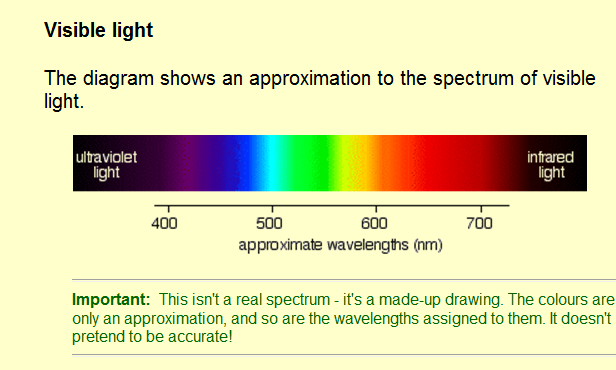 Visible light
The diagram shows an approximation to the spectrum of visible
light.
ultraviolet
light
infrared
light
400 500 600 700
approximate wavelengths (nm)
Important: This isn't a real spectrum - it's a made-up drawing. The colours are
only an approximation, and so are the wavelengths assigned to them. It doesn't
pretend to be accurate!